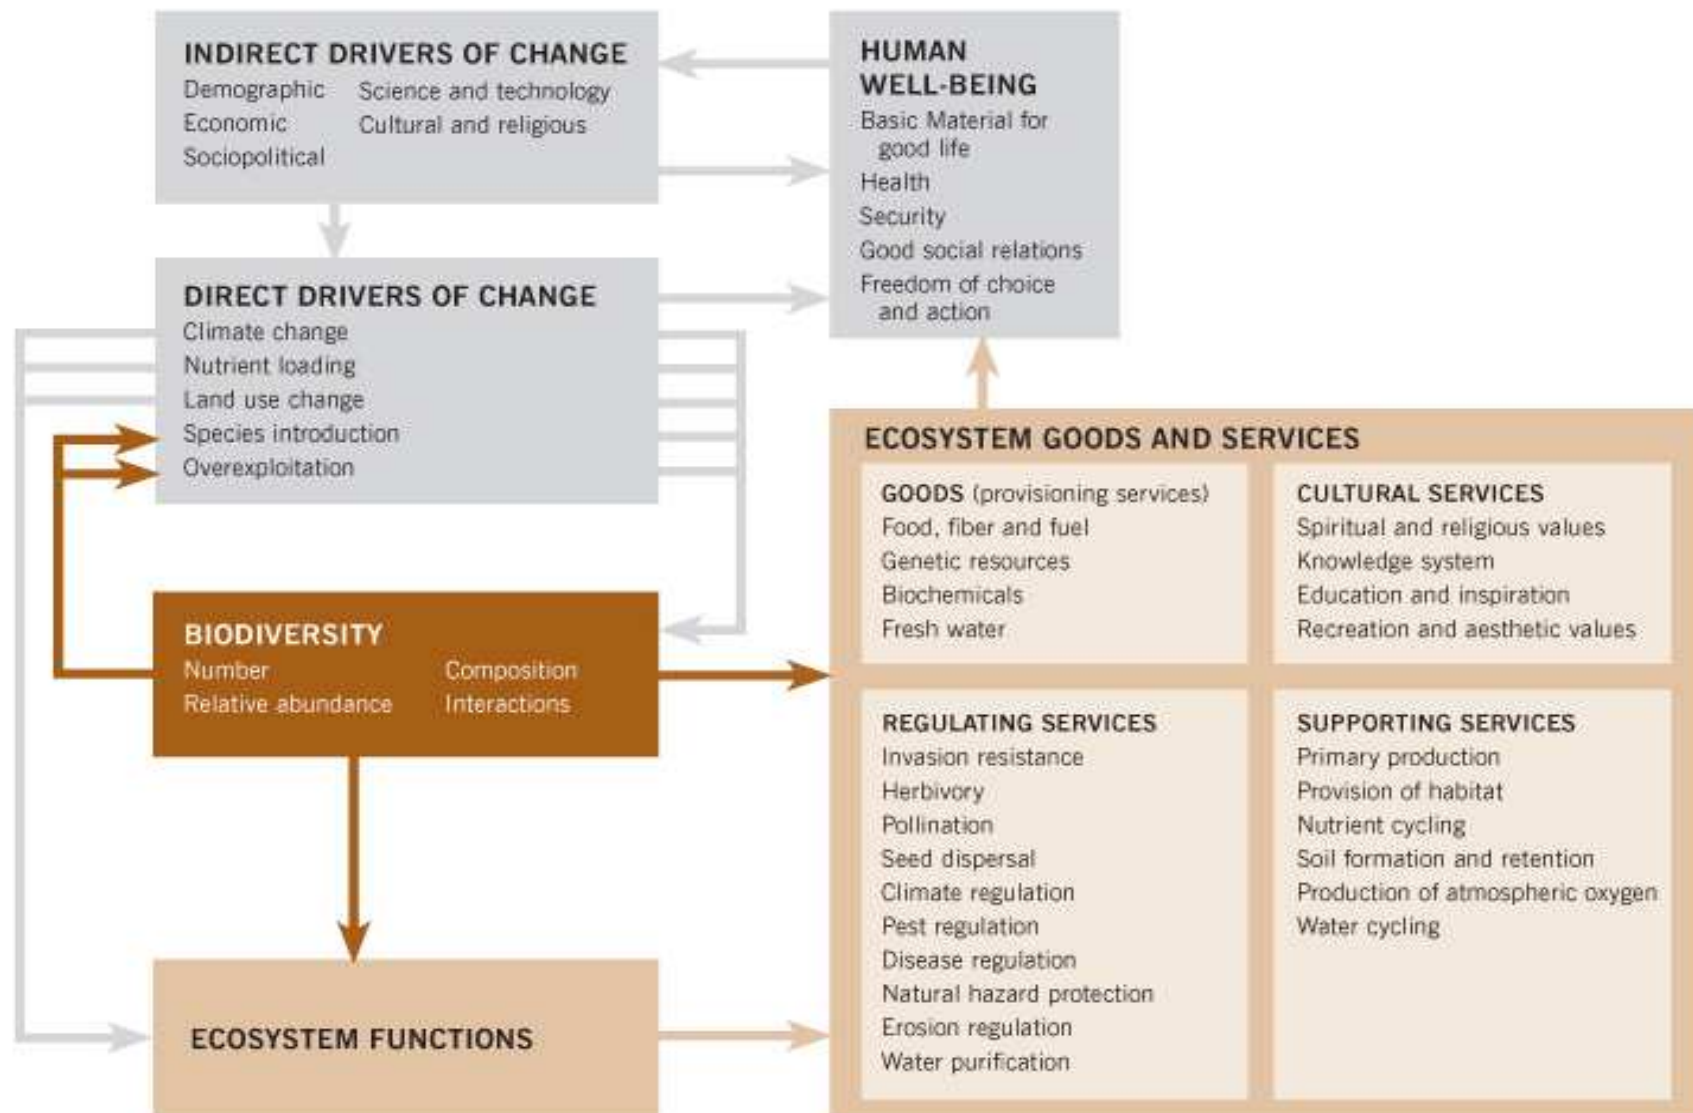 INDIRECT DRIVERS OF CHANGE
Demographic
Economic
Sociopolitical
Science and technology
Cultural and religious
HUMAN
WELL-BEING
Basic Material for
good life
Health
Security
Good social relations
Freedom of choice
and action
DIRECT DRIVERS OF CHANGE
Climate change
Nutrient loading
Land use change
Species introduction
Overexploitation
BIODIVERSITY
Number
Relative abundance
Composition
Interactions
ECOSYSTEM FUNCTIONS
ECOSYSTEM GOODS AND SERVICES
GOODS (provisioning services)
Food, fiber and fuel
Genetic resources
Biochemicals
Fresh water
CULTURAL SERVICES
Spiritual and religious values
Knowledge system
Education and inspiration
Recreation and aesthetic values
REGULATING SERVICES
Invasion resistance
Herbivory
Pollination
Seed dispersal
Climate regulation
Pest regulation
Disease regulation
Natural hazard protection
Erosion regulation
Water purification
SUPPORTING SERVICES
Primary production
Provision of habitat
Nutrient cycling
Soil formation and retention
Production of atmospheric oxygen
Water cycling